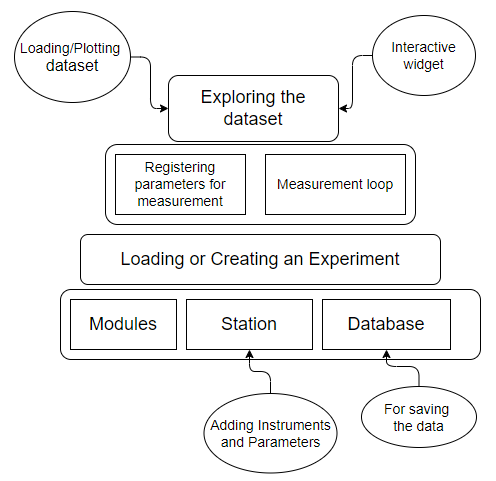 Loading/Plotting
dataset
Interactive
widget
Exploring the
dataset
Registering
parameters for
measurement
Measurement loop
Loading or Creating an Experiment
Modules
Station
Database
Adding Instruments
and Parameters
For saving
the data